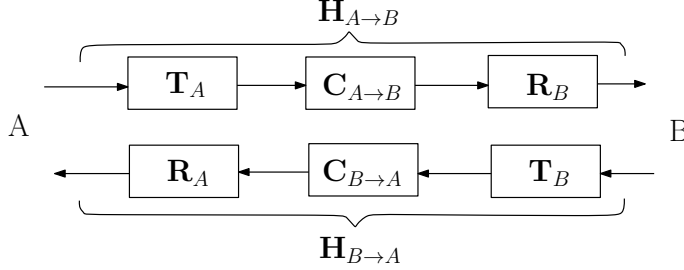 H_{A→B}
T_A C_{A→B} R_B
A B
R_A C_{B→A} T_B
H_{B→A}